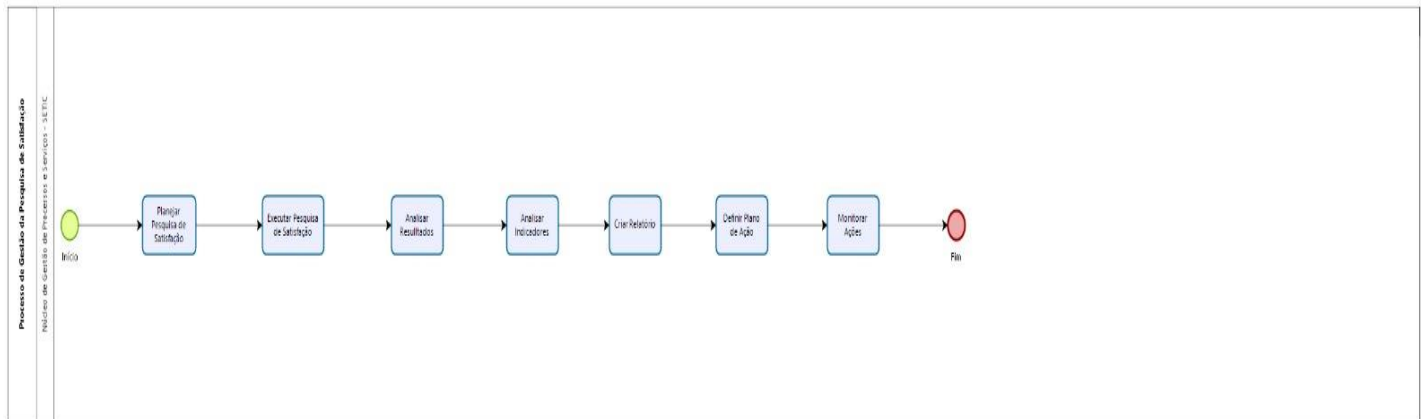 Processo de Gestão da Pesquisa de Satisfação
Núcleo de Gestão de Processos e Serviços - SETIC
Início
Planejar
Pesquisa de
Satisfação
Executar Pesquisa
de Satisfação
Analisar
Resultados
Analisar
Indicadores
Criar Relatório
Definir Plano
de Ação
Monitorar
Ações
Fim